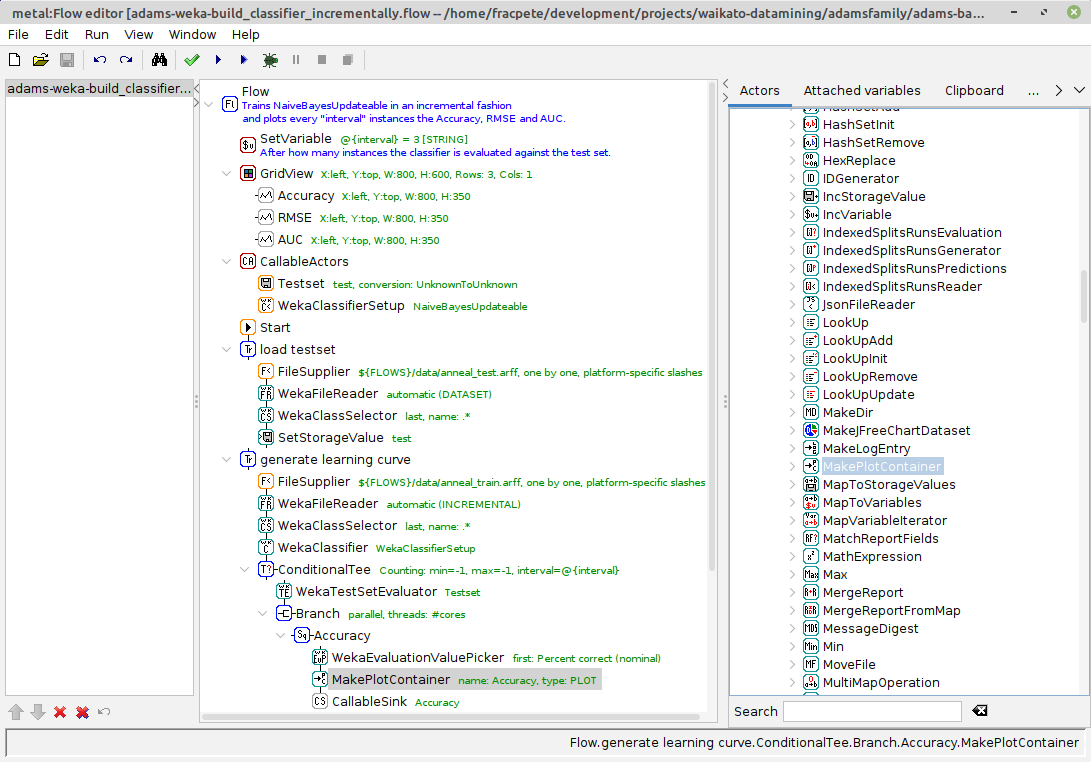 metal:Flow editor [adams-weka-build_classifier_incrementally.flow – /home/fracpete/development/projects/waikato-datamining/adamsfamily/adams-ba...
File Edit Run View Window Help
adams-weka-build_classifier...
Flow
Trains NaiveBayesUpdateable in an incremental fashion
and plots every "interval" instances the Accuracy, RMSE and AUC.
SetVariable @{interval} = 3 [STRING]
After how many instances the classifier is evaluated against the test set.
GridView X:left, Y:top, W:800, H:600, Rows: 3, Cols: 1
Accuracy X:left, Y:top, W:800, H:350
RMSE X:left, Y:top, W:800, H:350
AUC X:left, Y:top, W:800, H:350
CallableActors
Testset test, conversion: UnknownToUnknown
WekaClassifierSetup NaiveBayesUpdateable
Start
load testset
FileSupplier ${FLOWS}/data/anneal_test.arff, one by one, platform-specific slashes
WekaFileReader automatic (DATASET)
WekaClassSelector last, name: .*
SetStorageValue test
generate learning curve
FileSupplier ${FLOWS}/data/anneal_train.arff, one by one, platform-specific slashes
WekaFileReader automatic (INCREMENTAL)
WekaClassSelector last, name: .*
WekaClassifier WekaClassifierSetup
ConditionalTee Counting: min=-1, max=-1, interval=@{interval}
WekaTestSetEvaluator Testset
Branch parallel, threads: #cores
Accuracy
WekaEvaluationValuePicker first: Percent correct (nominal)
MakePlotContainer name: Accuracy, type: PLOT
CallableSink Accuracy
Actors Attached variables Clipboard ...
HashSetAdd
HashSetInit
HashSetRemove
HexReplace
IDGenerator
IncStorageValue
IncVariable
IndexedSplitsRunsEvaluation
IndexedSplitsRunsGenerator
IndexedSplitsRunsPredictions
IndexedSplitsRunsReader
JsonFileReader
LookUp
LookUpAdd
LookUpInit
LookUpRemove
LookUpUpdate
MakeDir
MakeJFreeChartDataset
MakeLogEntry
MakePlotContainer
MapToStorageValues
MapToVariables
MapVariableIterator
MatchReportFields
MathExpression
Max
MergeReport
MergeReportFromMap
MessageDigest
Min
MoveFile
MultiMapOperation
Search
Flow.generate learning curve.ConditionalTee.Branch.Accuracy.MakePlotContainer